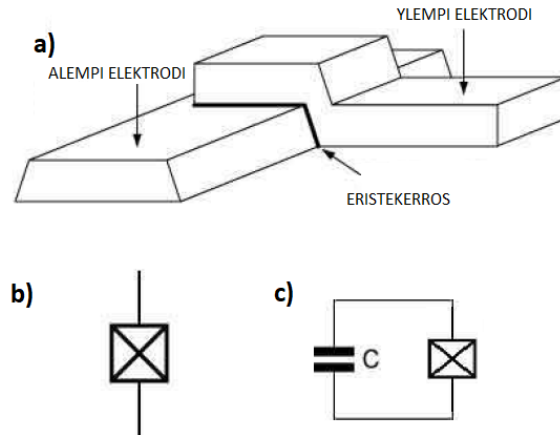 a)
YLEMPI ELEKTRODI
ALEMPI ELEKTRODI
ERISTEKERROS
b)
c)
C